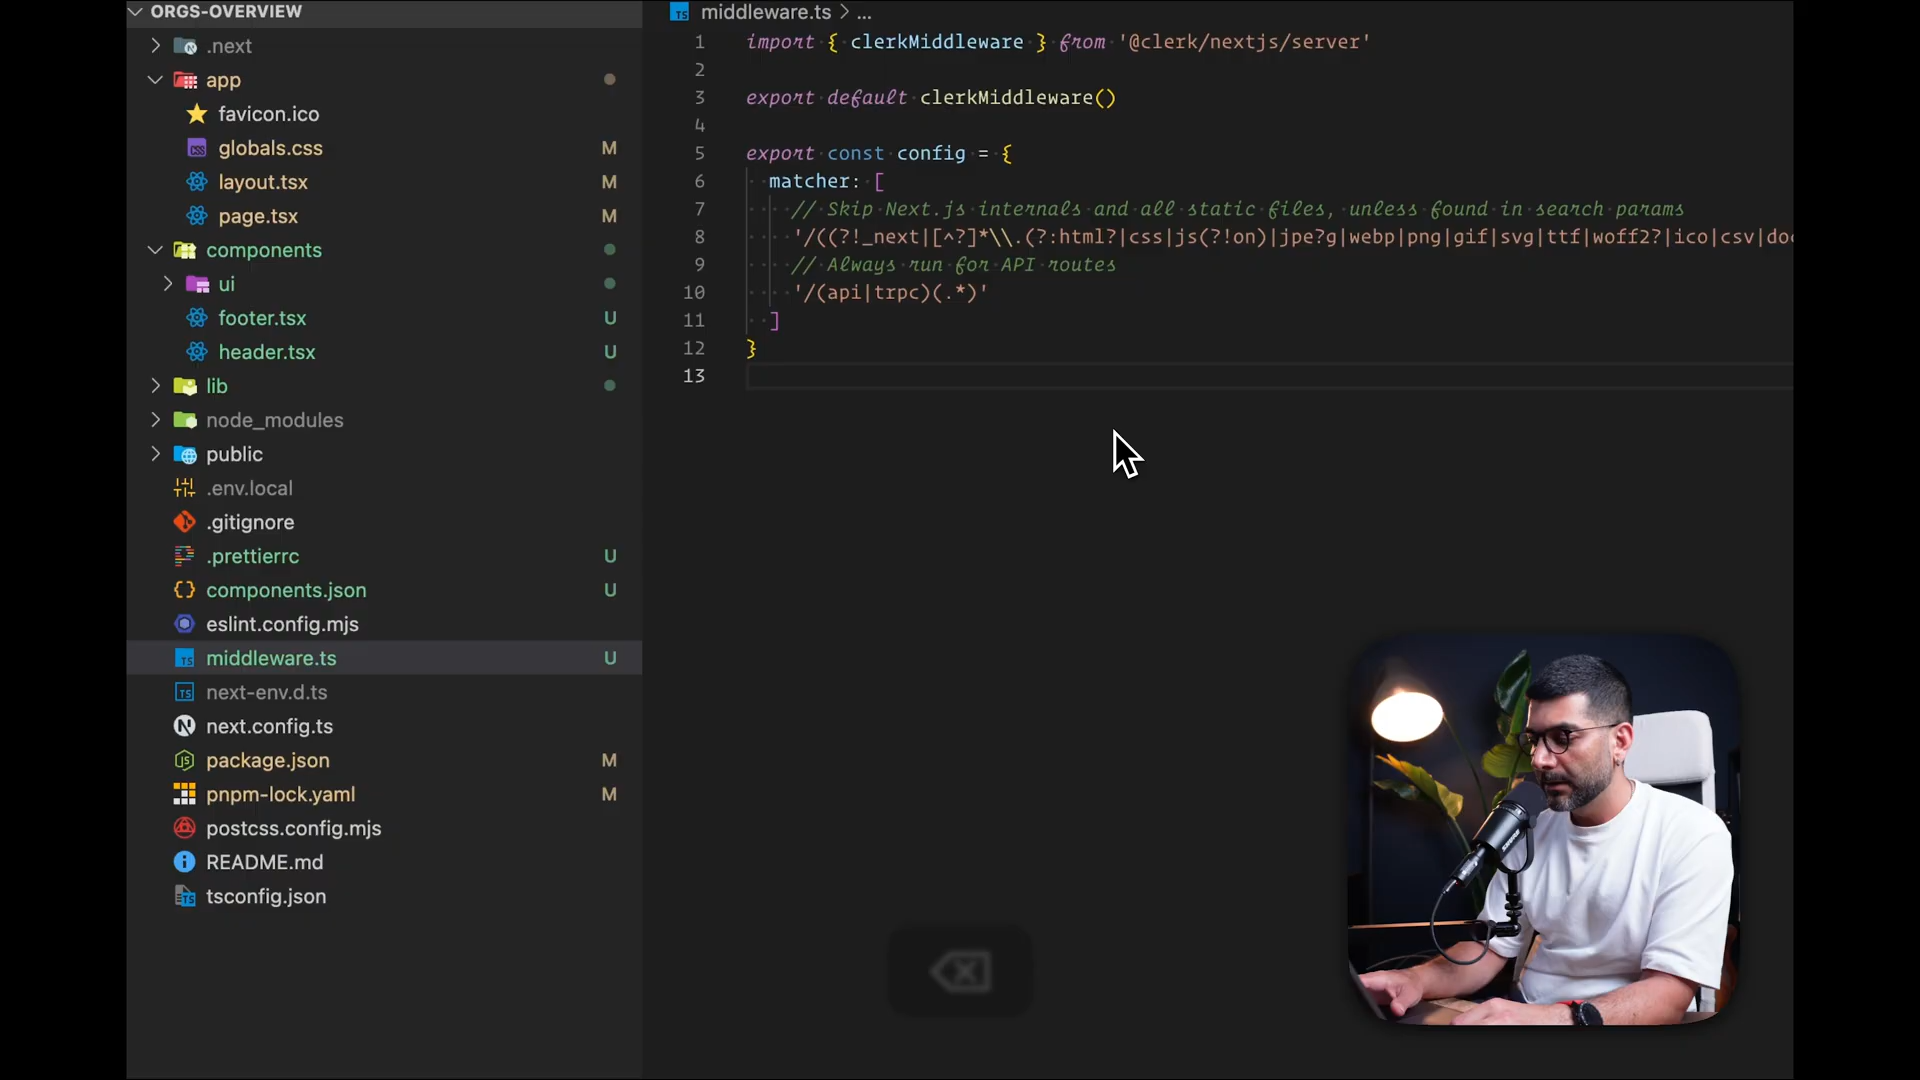 ORGS-OVERVIEW
.next
app
favicon.ico
globals.css M
layout.tsx M
page.tsx M
components
ui
footer.tsx U
header.tsx U
lib
node_modules
public
.env.local
.gitignore
.prettierrc U
components.json U
eslint.config.mjs
middleware.ts U
next-env.d.ts
next.config.ts
package.json M
pnpm-lock.yaml M
postcss.config.mjs
README.md
tsconfig.json
middleware.ts > ...
1 import { clerkMiddleware } from '@clerk/nextjs/server'
2
3 export default clerkMiddleware()
4
5 export const config = {
6 matcher: [
7 // Skip Next.js internals and all static files, unless found in search params
8 '/((?!_next|[^?]*\\.(?:html?|css|js(?!on)|jpe?g|webp|png|gif|svg|ttf|woff2?|ico|csv|do
9 // Always run for API routes
10 '/(api|trpc)(.*)'
11 ]
12 }
13